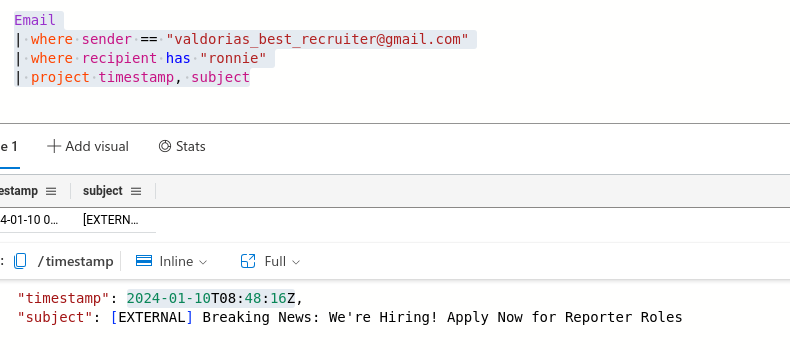 Email
| where sender == "valdorias_best_recruiter@gmail.com"
| where recipient has "ronnie"
| project timestamp, subject
e 1 Add visual Stats
estamp subject
4-01-10 0... [EXTERN...
: /timestamp Inline Full
"timestamp": 2024-01-10T08:48:16Z,
"subject": [EXTERNAL] Breaking News: We're Hiring! Apply Now for Reporter Roles